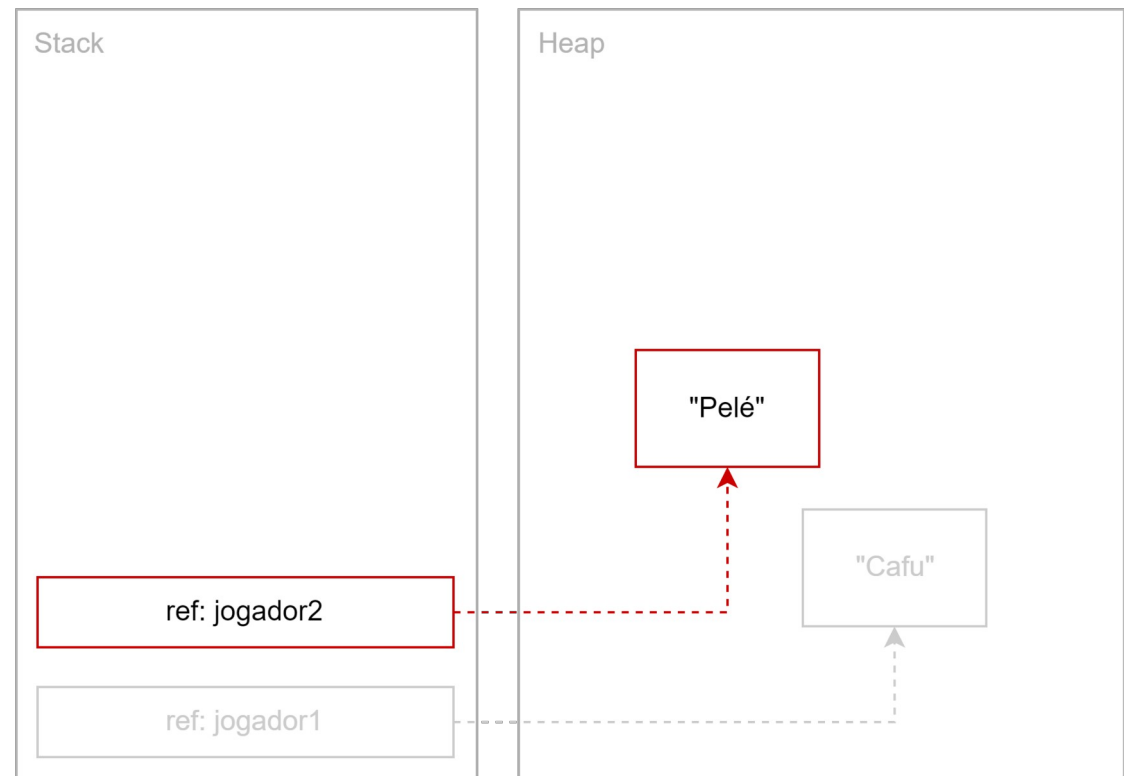 Stack
Heap
"Pelé"
"Cafu"
ref: jogador2
ref: jogador1